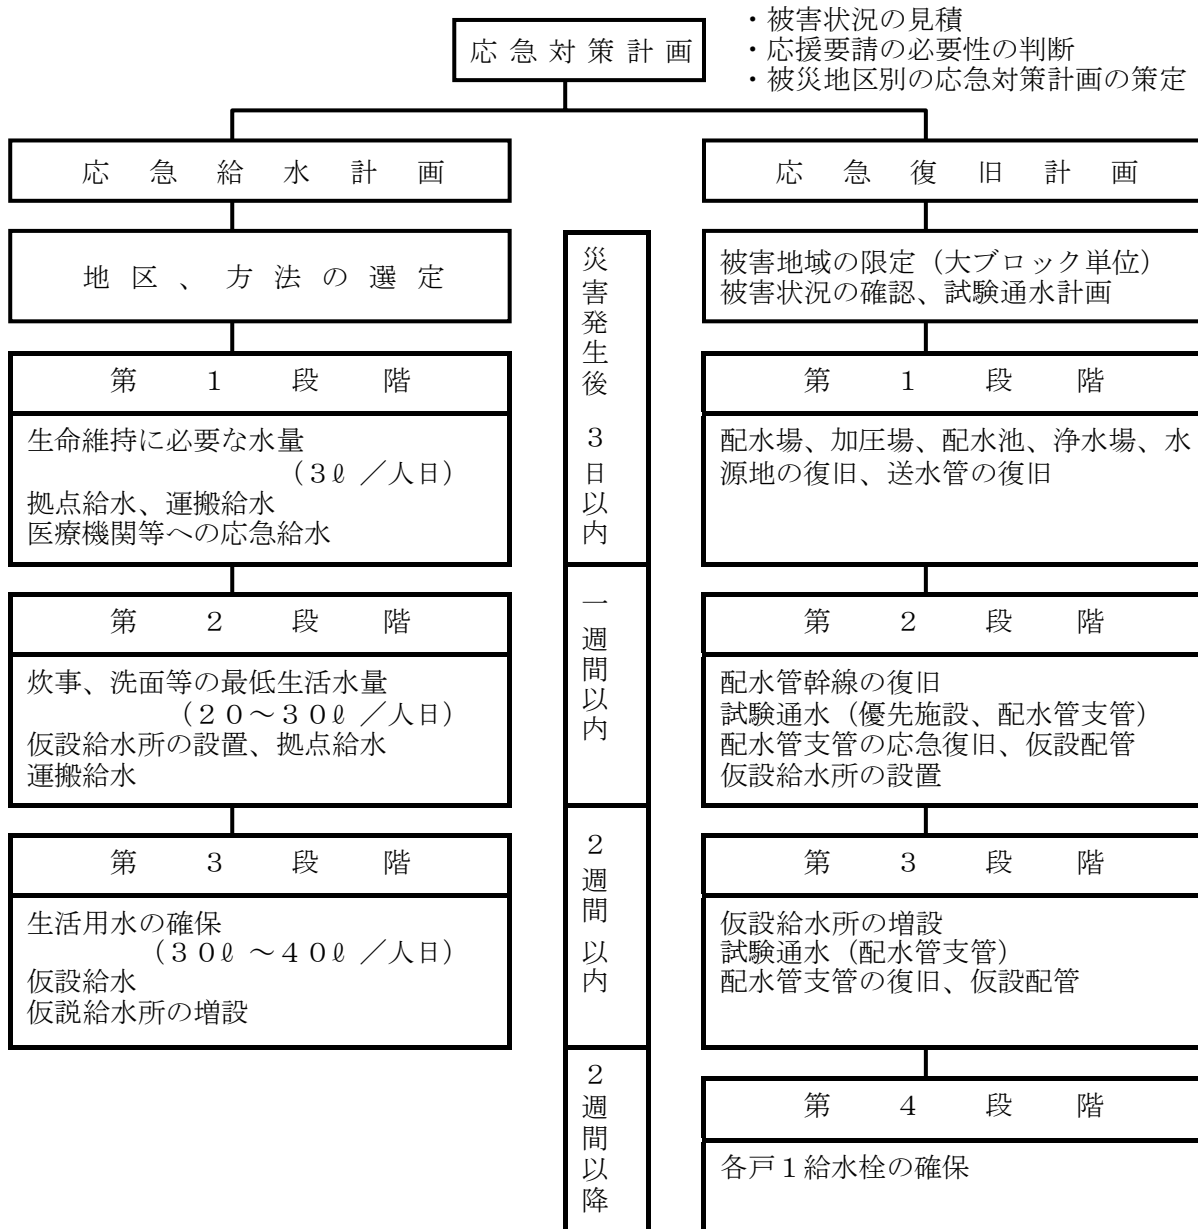 応急対策計画
・被害状況の見積
・応援要請の必要性の判断
・被災地区別の応急対策計画の策定
応急給水計画
地区、方法の選定
第１段階
生命維持に必要な水量
（３ℓ／人日）
拠点給水、運搬給水
医療機関等への応急給水
第２段階
炊事、洗面等の最低生活水量
（２０～３０ℓ／人日）
仮設給水所の設置、拠点給水
運搬給水
第３段階
生活用水の確保
（３０ℓ～４０ℓ／人日）
仮設給水
仮説給水所の増設
災害発生後３日以内
一週間以内
２週間以内
２週間以降
応急復旧計画
被害地域の限定（大ブロック単位）
被害状況の確認、試験通水計画
第１段階
配水場、加圧場、配水池、浄水場、水
源地の復旧、送水管の復旧
第２段階
配水管幹線の復旧
試験通水（優先施設、配水管支管）
配水管支管の応急復旧、仮設配管
仮設給水所の設置
第３段階
仮設給水所の増設
試験通水（配水管支管）
配水管支管の復旧、仮設配管
第４段階
各戸１給水栓の確保